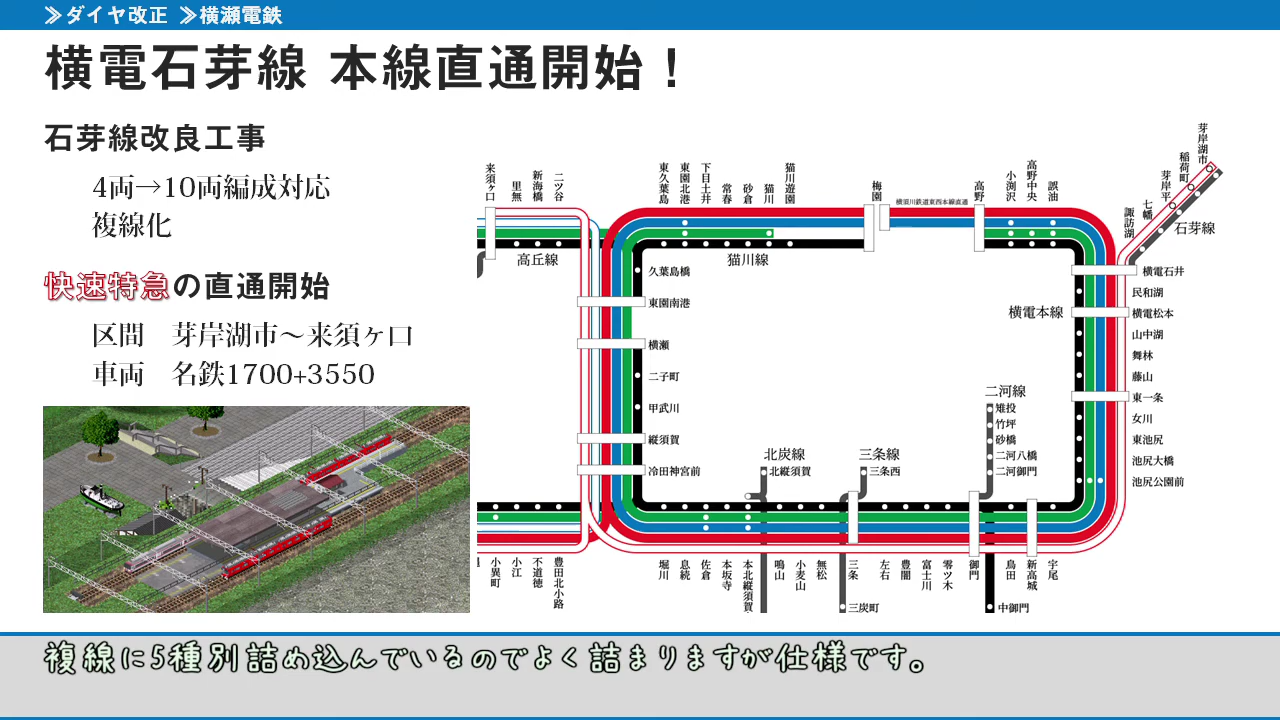 ≫ダイヤ改正 ≫横瀬電鉄
横電石芽線 本線直通開始！
石芽線改良工事
4両→10両編成対応
複線化
快速特急の直通開始
区間　芽岸湖市～来須ヶ口
車両　名鉄1700+3550
来須ヶ口
里無
新海橋
二ツ谷
東久葉島
東園北港
下目土井
常春
砂倉
猫川
猫川遊園
梅園
横須川鉄道東西本線直通
高野
小渕沢
高野中央
誤油
諏訪湖
七幡
芽岸平
稲荷町
芽岸湖市
石芽線
高丘線
猫川線
久葉島橋
東園南港
横瀬
二子町
甲武川
縦須賀
冷田神宮前
横電本線
横電石井
民和湖
横電松本
山中湖
舞林
藤山
東一条
女川
東池尻
池尻大橋
池尻公園前
二河線
雉投
竹坪
砂橋
二河八橋
二河御門
北炭線
北縦須賀
三条線
三条西
小異町
小江
不道徳
豊田北小路
堀川
息続
佐倉
本坂寺
本北縦須賀
鳴山
小麦山
無松
三条
左右
豊闇
富士川
零ツ木
御門
島田
新高城
宇尾
三炭町
中御門
複線に5種別詰め込んでいるのでよく詰まりますが仕様です。